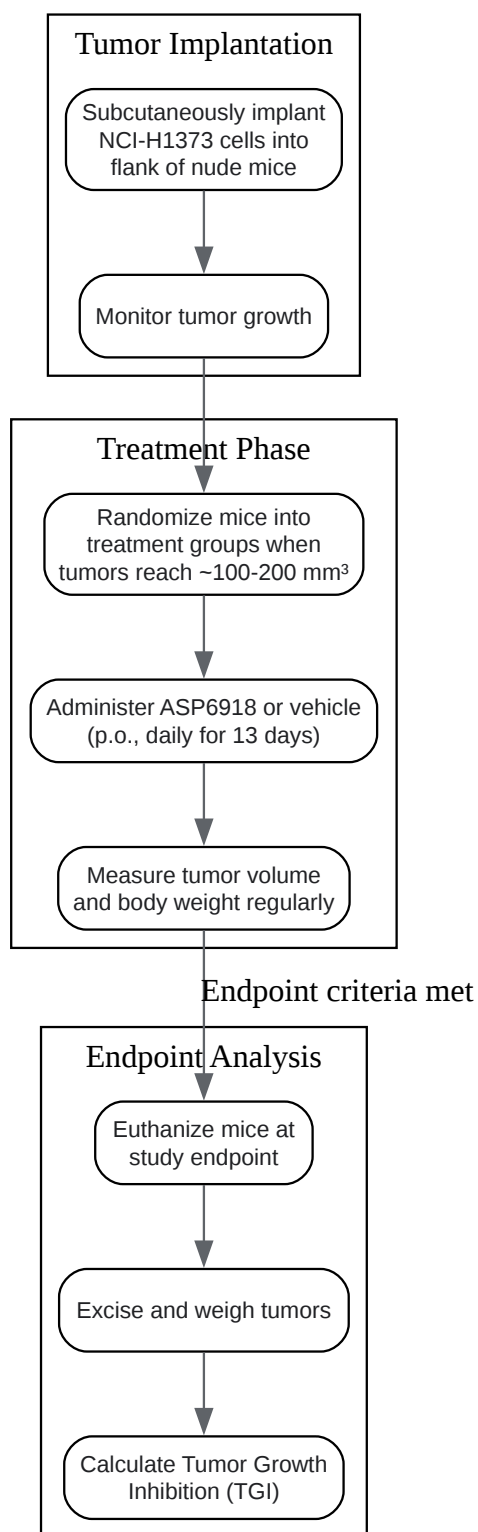 Tumor Implantation
Subcutaneously implant
NCI-H1373 cells into
flank of nude mice
Monitor tumor growth
Treatment Phase
Randomize mice into
treatment groups when
tumors reach ~100-200 mm³
Administer ASP6918 or vehicle
(p.o., daily for 13 days)
Measure tumor volume
and body weight regularly
Endpoint criteria met
Endpoint Analysis
Euthanize mice at
study endpoint
Excise and weigh tumors
Calculate Tumor Growth
Inhibition (TGI)